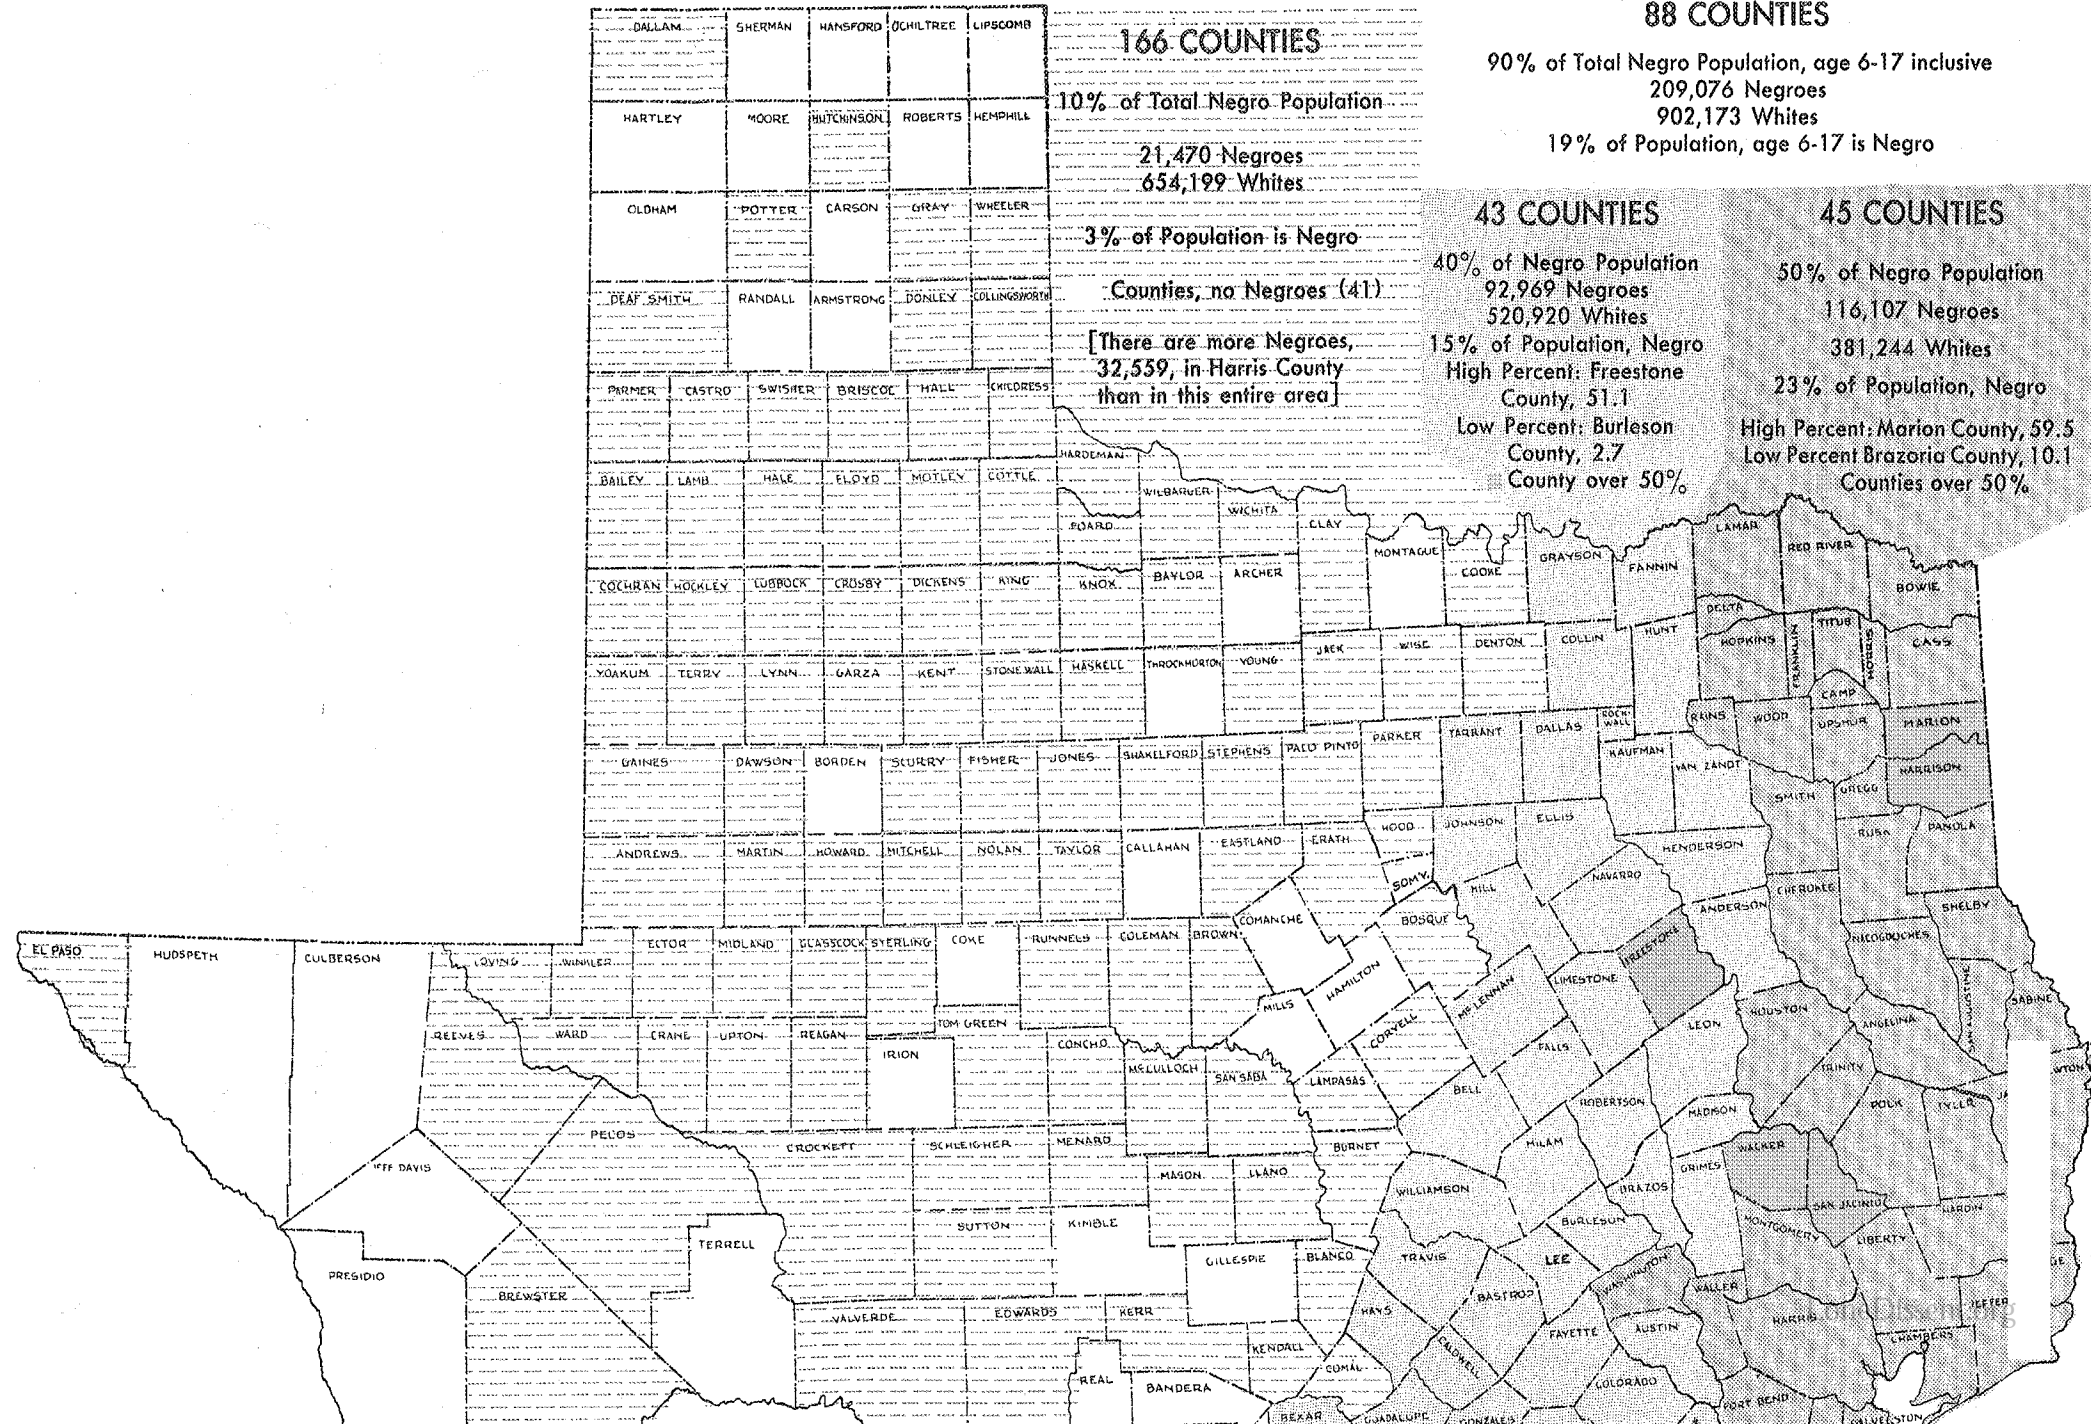 88 COUNTIES
90% of Total Negro Population, age 6-17 inclusive
209,076 Negroes
902,173 Whites
19% of Population, age 6-17 is Negro
166 COUNTIES
10% of Total Negro Population
21,470 Negroes
654,199 Whites
3% of Population is Negro
Counties, no Negroes (41)
[There are more Negroes,
32,559, in Harris County
than in this entire area]
43 COUNTIES
40% of Negro Population
92,969 Negroes
520,920 Whites
15% of Population, Negro
High Percent: Freestone
County, 51.1
Low Percent: Burleson
County, 2.7
County over 50%
45 COUNTIES
50% of Negro Population
116,107 Negroes
381,244 Whites
23% of Population, Negro
High Percent: Marion County, 59.5
Low Percent Brazoria County, 10.1
Counties over 50%
DALLAM
SHERMAN
HANSFORD
OCHILTREE
LIPSCOMB
HARTLEY
MOORE
HUTCHINSON
ROBERTS
HEMPHILL
OLDHAM
POTTER
CARSON
GRAY
WHEELER
DEAF SMITH
RANDALL
ARMSTRONG
DONLEY
COLLINGSWORTH
PARMER
CASTRO
SWISHER
BRISCOE
HALL
CHILDRESS
HARDEMAN
BAILEY
LAMB
HALE
FLOYD
MOTLEY
COTTLE
FOARD
WILBARGER
WICHITA
CLAY
MONTAGUE
COOKE
GRAYSON
FANNIN
LAMAR
RED RIVER
BOWIE
COCHRAN
HOCKLEY
LUBBOCK
CROSBY
DICKENS
KING
KNOX
BAYLOR
ARCHER
DELTA
HOPKINS
FRANKLIN
TITUS
MORRIS
CASS
YOAKUM
TERRY
LYNN
GARZA
KENT
STONEWALL
HASKELL
THROCKMORTON
YOUNG
JACK
WISE
DENTON
COLLIN
HUNT
CAMP
RAINS
WOOD
UPSHUR
MARION
GAINES
DAWSON
BORDEN
SCURRY
FISHER
JONES
SHAKELFORD
STEPHENS
PALO PINTO
PARKER
TARRANT
DALLAS
ROCK
WALL
KAUFMAN
VAN ZANDT
SMITH
GREGG
HARRISON
ANDREWS
MARTIN
HOWARD
MITCHELL
NOLAN
TAYLOR
CALLAHAN
EASTLAND
ERATH
HOOD
JOHNSON
ELLIS
HENDERSON
RUSK
PANOLA
SOM'V.
HILL
NAVARRO
ANDERSON
CHEROKEE
SHELBY
COMANCHE
BOSQUE
FREESTONE
NACOGDOCHES
EL PASO
HUDSPETH
CULBERSON
LOVING
WINKLER
ECTOR
MIDLAND
GLASSCOCK
STERLING
COKE
RUNNELS
COLEMAN
BROWN
MILLS
HAMILTON
McLENNAN
LIMESTONE
LEON
HOUSTON
ANGELINA
SAN AUGUSTINE
SABINE
REEVES
WARD
CRANE
UPTON
REAGAN
IRION
TOM GREEN
CONCHO
McCULLOCH
SAN SABA
LAMPASAS
CORYELL
FALLS
BELL
ROBERTSON
MADISON
TRINITY
POLK
TYLER
JA
WTON
JEFF DAVIS
PECOS
CROCKETT
SCHLEIGHER
MENARD
MASON
LLANO
BURNET
MILAM
GRIMES
WACKER
WILLIAMSON
BRAZOS
SAN JACINTO
HARDIN
TERRELL
SUTTON
KIMBLE
GILLESPIE
BLANCO
TRAVIS
LEE
BURLESON
MONTGOMERY
LIBERTY
PRESIDIO
BREWSTER
VALVERDE
EDWARDS
KERR
HAYS
BASTROP
WASHINGTON
WALLER
GE
JEFFER
HARRIS
CHAMBERS
KENDALL
COMAL
CALDWELL
FAYETTE
AUSTIN
REAL
BANDERA
COLORADO
FORT BEND
BEXAR
GUADALUPE
GONZALES
GALVESTON